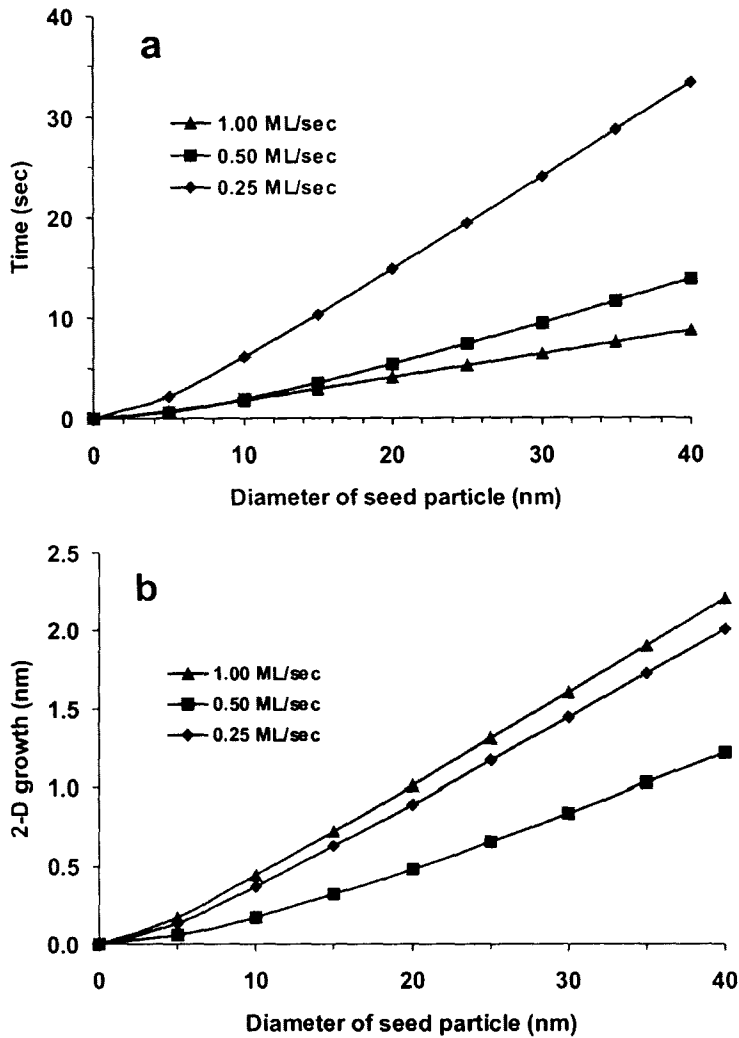 40
a
30
1.00 ML/sec
0.50 ML/sec
0.25 ML/sec
Time (sec)
20
10
0
0 10 20 30 40
Diameter of seed particle (nm)
2.5
b
2.0
1.00 ML/sec
0.50 ML/sec
0.25 ML/sec
2-D growth (nm)
1.5
1.0
0.5
0.0
0 10 20 30 40
Diameter of seed particle (nm)